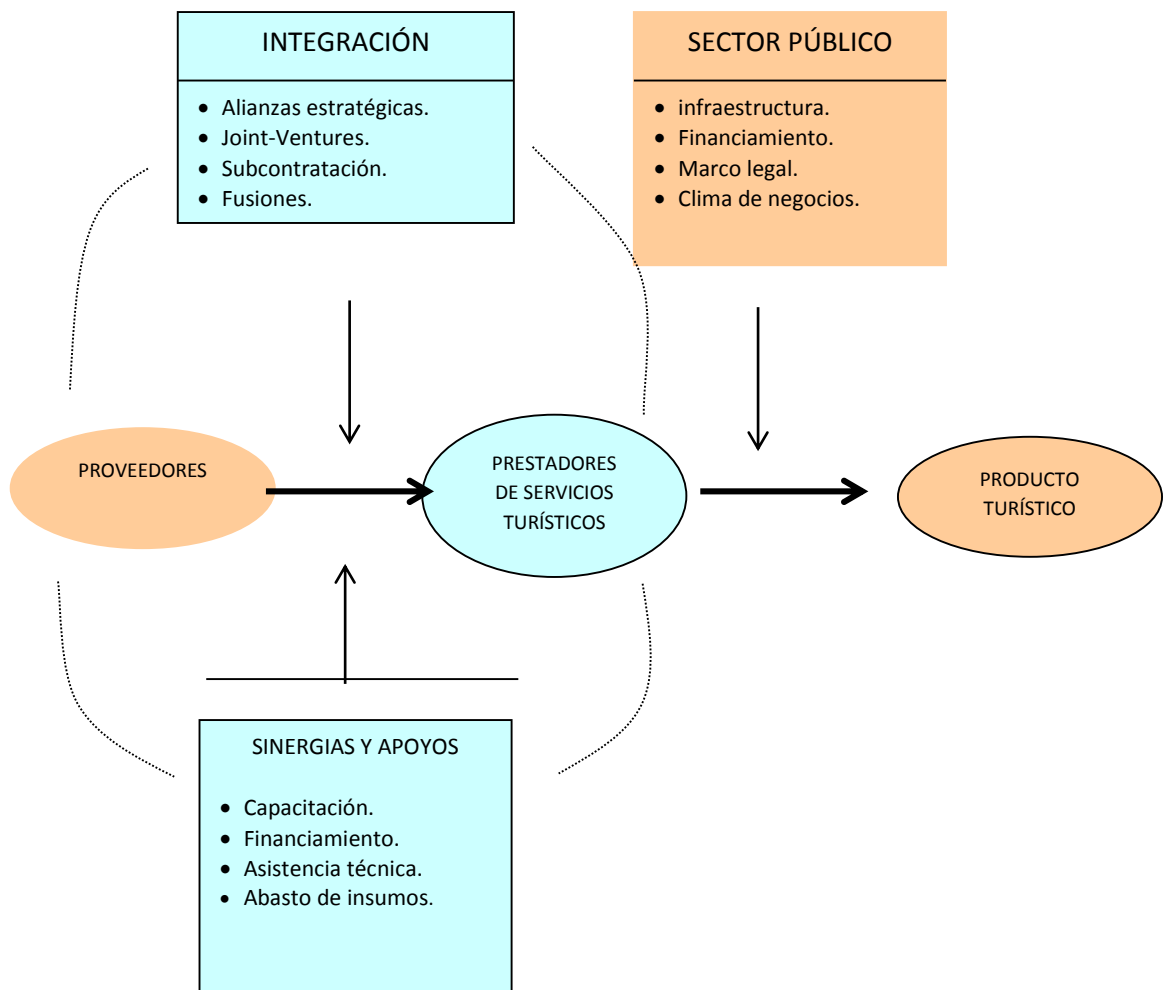 INTEGRACIÓN
• Alianzas estratégicas.
• Joint-Ventures.
• Subcontratación.
• Fusiones.
SECTOR PÚBLICO
• infraestructura.
• Financiamiento.
• Marco legal.
• Clima de negocios.
PROVEEDORES
PRESTADORES
DE SERVICIOS
TURÍSTICOS
PRODUCTO
TURÍSTICO
SINERGIAS Y APOYOS
• Capacitación.
• Financiamiento.
• Asistencia técnica.
• Abasto de insumos.